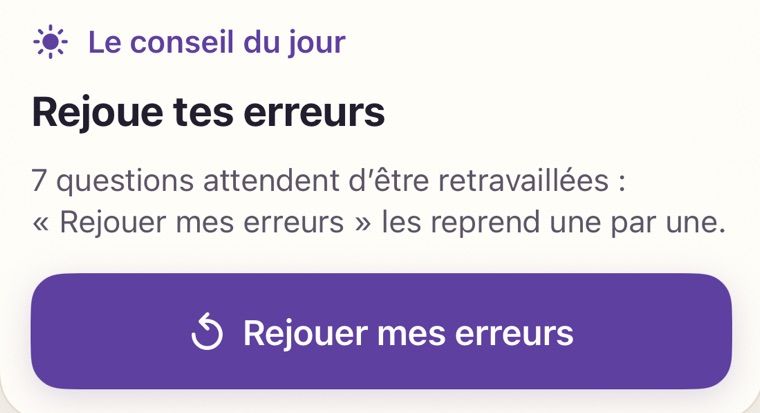 Le conseil du jour
Rejoue tes erreurs
7 questions attendent d’être retravaillées :
« Rejouer mes erreurs » les reprend une par une.
Rejouer mes erreurs